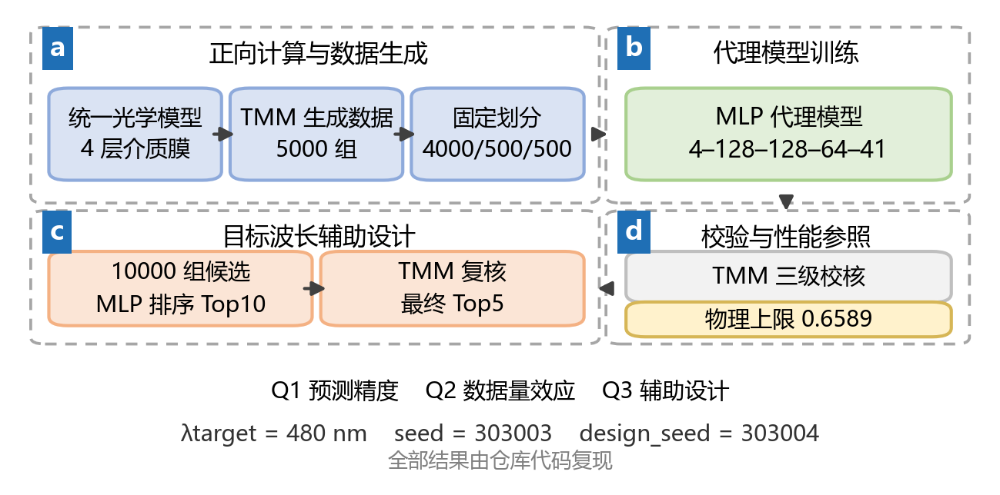 a
正向计算与数据生成
统一光学模型
4 层介质膜
TMM 生成数据
5000 组
固定划分
4000/500/500
b
代理模型训练
MLP 代理模型
4–128–128–64–41
c
目标波长辅助设计
10000 组候选
MLP 排序 Top10
TMM 复核
最终 Top5
d
校验与性能参照
TMM 三级校核
物理上限 0.6589
Q1 预测精度 Q2 数据量效应 Q3 辅助设计
λtarget = 480 nm seed = 303003 design_seed = 303004
全部结果由仓库代码复现